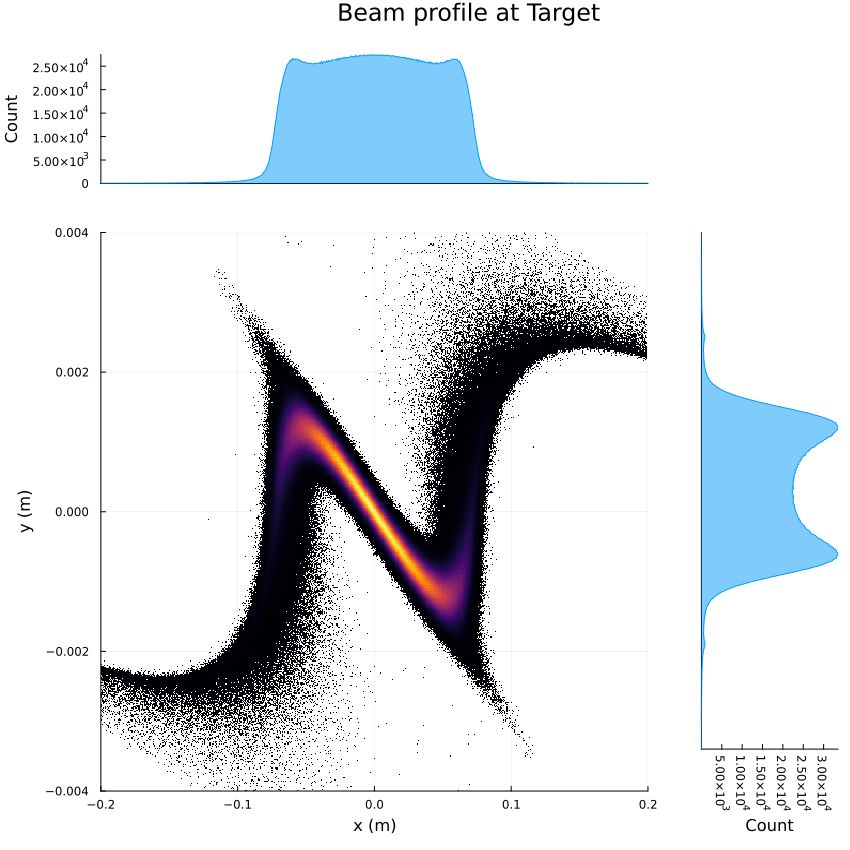 Beam profile at Target
Count
2.50×10⁴
2.00×10⁴
1.50×10⁴
1.00×10⁴
5.00×10³
0
y (m)
0.004
0.002
0.000
−0.002
−0.004
−0.2 −0.1 0.0 0.1 0.2
x (m)
5.00×10³
1.00×10⁴
1.50×10⁴
2.00×10⁴
2.50×10⁴
3.00×10⁴
Count